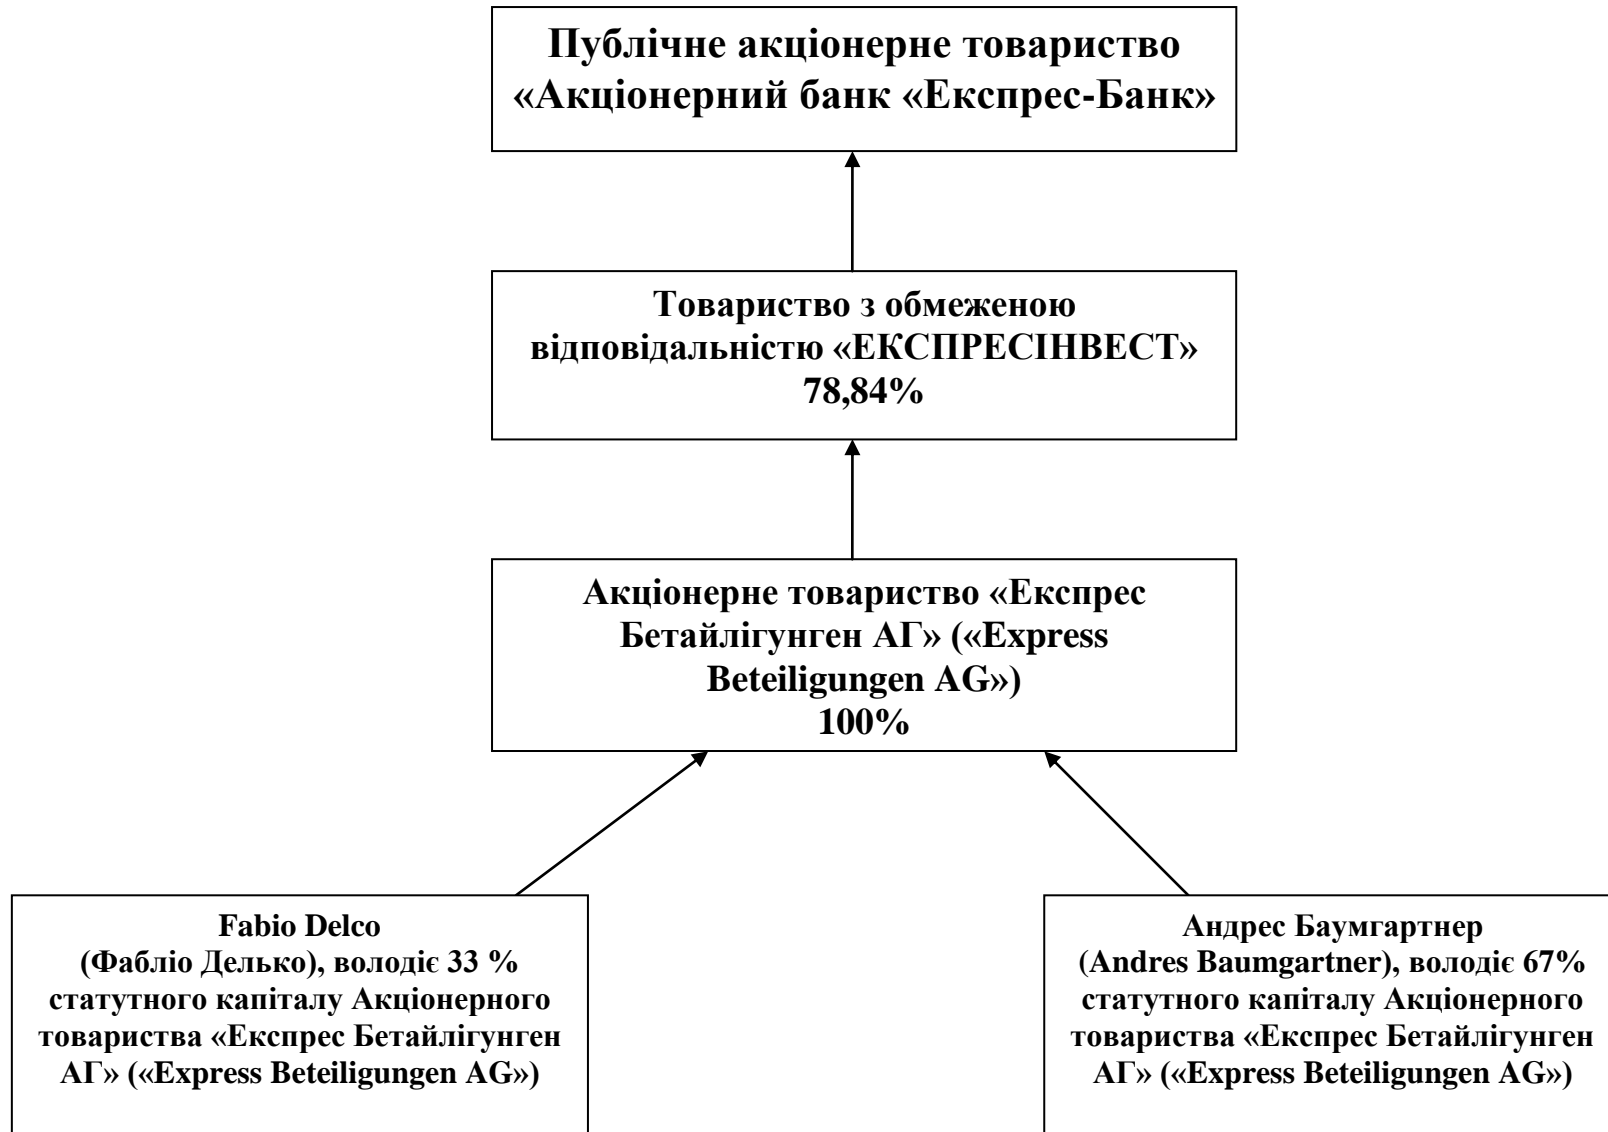 Публічне акціонерне товариство
«Акціонерний банк «Експрес-Банк»
Товариство з обмеженою
відповідальністю «ЕКСПРЕСІНВЕСТ»
78,84%
Акціонерне товариство «Експрес
Бетайлігунген АГ» («Express
Beteiligungen AG»)
100%
Fabio Delco
(Фабліо Делько), володіє 33 %
статутного капіталу Акціонерного
товариства «Експрес Бетайлігунген
АГ» («Express Beteiligungen AG»)
Андрес Баумгартнер
(Andres Baumgartner), володіє 67%
статутного капіталу Акціонерного
товариства «Експрес Бетайлігунген
АГ» («Express Beteiligungen AG»)